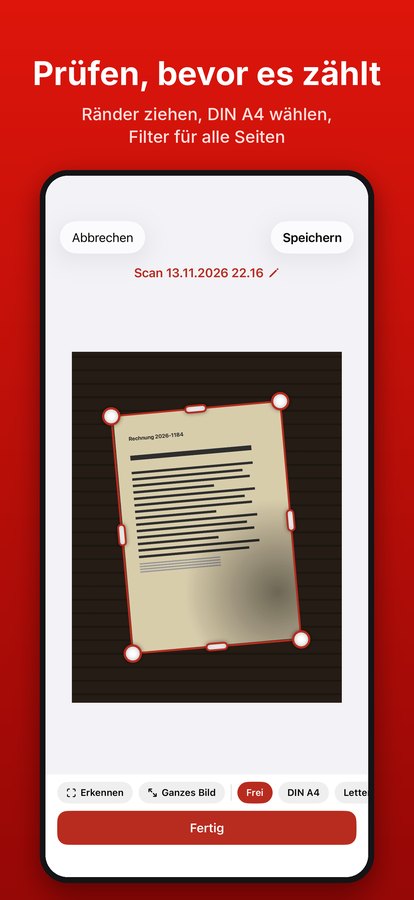 Prüfen, bevor es zählt
Ränder ziehen, DIN A4 wählen,
Filter für alle Seiten
Abbrechen
Speichern
Scan 13.11.2026 22.16
Rechnung 2026-1184
Erkennen
Ganzes Bild
Frei
DIN A4
Letter
Fertig